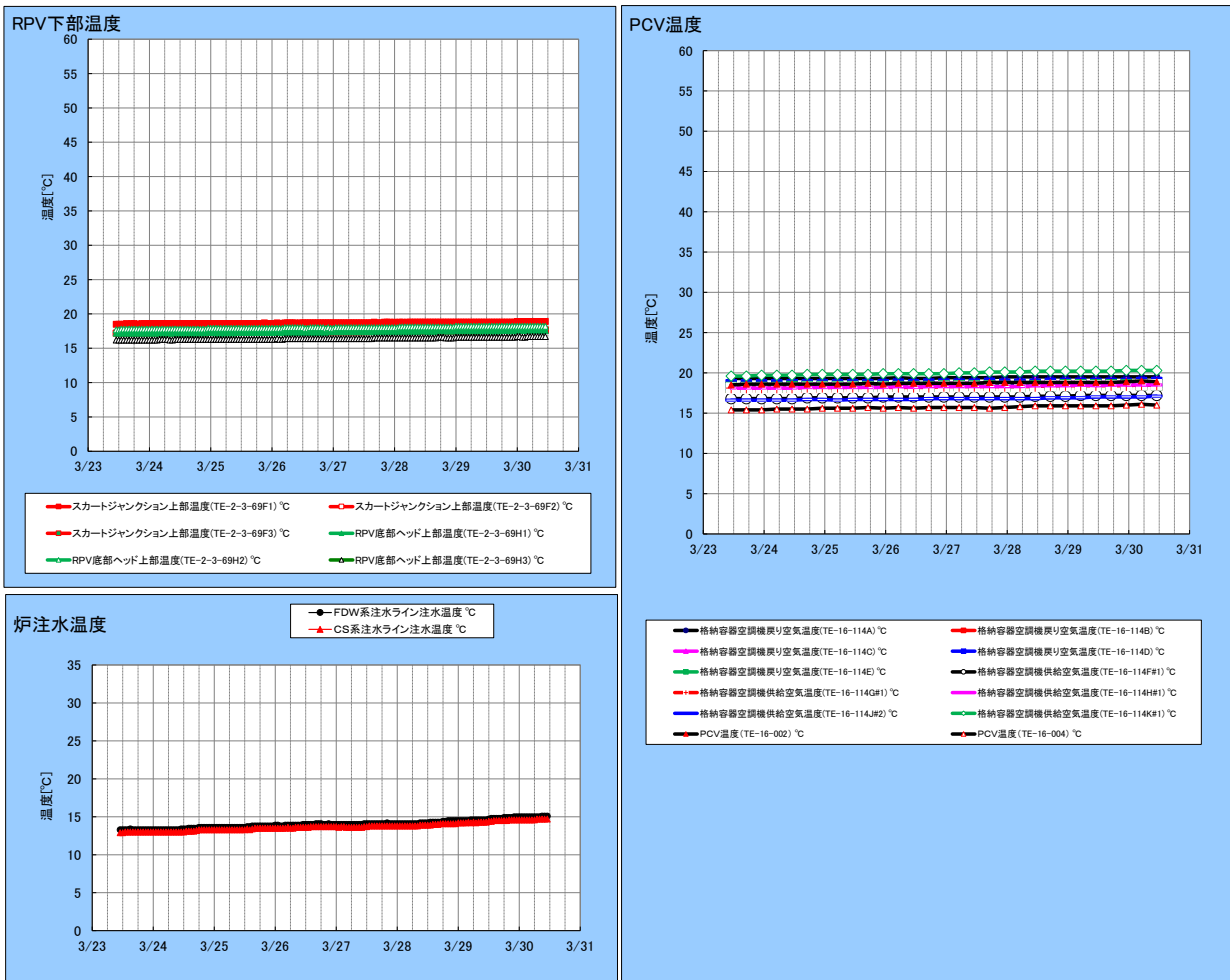 RPV下部温度
60
55
50
45
40
35
30
25
20
15
10
5
0
温度[℃]
3/23 3/24 3/25 3/26 3/27 3/28 3/29 3/30 3/31
スカートジャンクション上部温度(TE-2-3-69F1) ℃ スカートジャンクション上部温度(TE-2-3-69F2) ℃
スカートジャンクション上部温度(TE-2-3-69F3) ℃ RPV底部ヘッド上部温度(TE-2-3-69H1) ℃
RPV底部ヘッド上部温度(TE-2-3-69H2) ℃ RPV底部ヘッド上部温度(TE-2-3-69H3) ℃
炉注水温度
FDW系注水ライン注水温度 ℃
CS系注水ライン注水温度 ℃
35
30
25
20
15
10
5
0
温度[℃]
3/23 3/24 3/25 3/26 3/27 3/28 3/29 3/30 3/31
PCV温度
60
55
50
45
40
35
30
25
20
15
10
5
0
温度[℃]
3/23 3/24 3/25 3/26 3/27 3/28 3/29 3/30 3/31
格納容器空調機戻り空気温度(TE-16-114A) ℃ 格納容器空調機戻り空気温度(TE-16-114B) ℃
格納容器空調機戻り空気温度(TE-16-114C) ℃ 格納容器空調機戻り空気温度(TE-16-114D) ℃
格納容器空調機戻り空気温度(TE-16-114E) ℃ 格納容器空調機供給空気温度(TE-16-114F#1) ℃
格納容器空調機供給空気温度(TE-16-114G#1) ℃ 格納容器空調機供給空気温度(TE-16-114H#1) ℃
格納容器空調機供給空気温度(TE-16-114J#2) ℃ 格納容器空調機供給空気温度(TE-16-114K#1) ℃
PCV温度(TE-16-002) ℃ PCV温度(TE-16-004) ℃